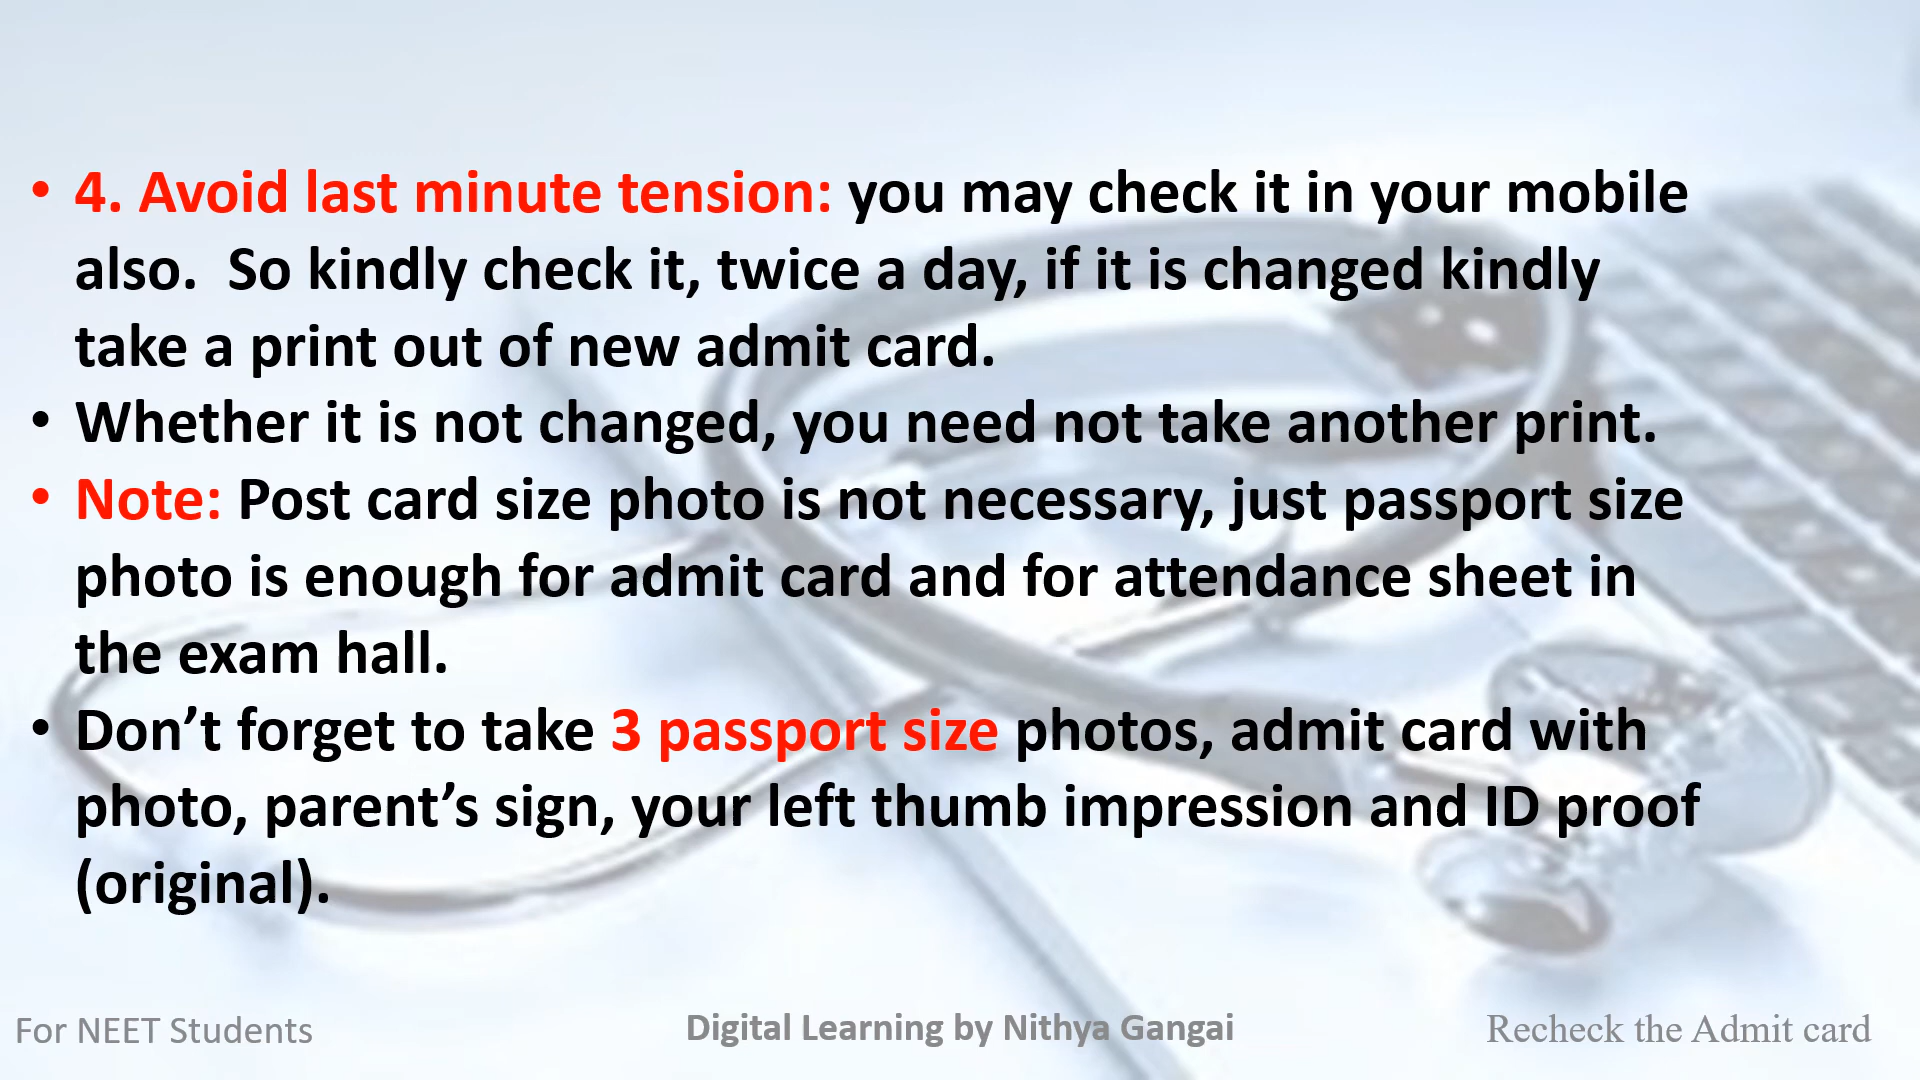 • 4. Avoid last minute tension: you may check it in your mobile
also.  So kindly check it, twice a day, if it is changed kindly
take a print out of new admit card.
• Whether it is not changed, you need not take another print.
• Note: Post card size photo is not necessary, just passport size
photo is enough for admit card and for attendance sheet in
the exam hall.
• Don’t forget to take 3 passport size photos, admit card with
photo, parent’s sign, your left thumb impression and ID proof
(original).
For NEET Students
Digital Learning by Nithya Gangai
Recheck the Admit card